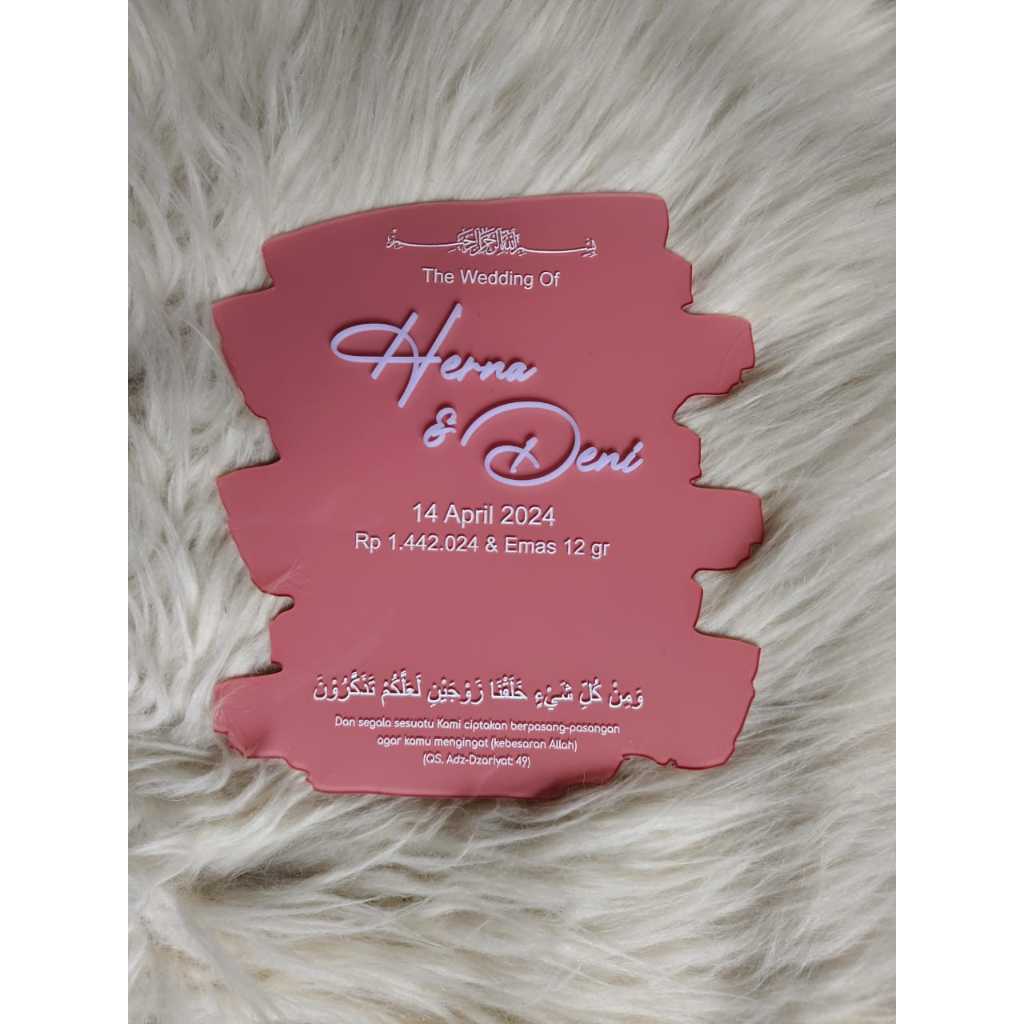 بسم الله الرحمن الرحيم
The Wedding Of
Herna
& Deni
14 April 2024
Rp 1.442.024 & Emas 12 gr
وَمِنْ كُلِّ شَيْءٍ خَلَقْنَا زَوْجَيْنِ لَعَلَّكُمْ تَذَكَّرُوْنَ
Dan segala sesuatu Kami ciptakan berpasang-pasangan
agar kamu mengingat (kebesaran Allah)
(QS. Adz-Dzariyat: 49)